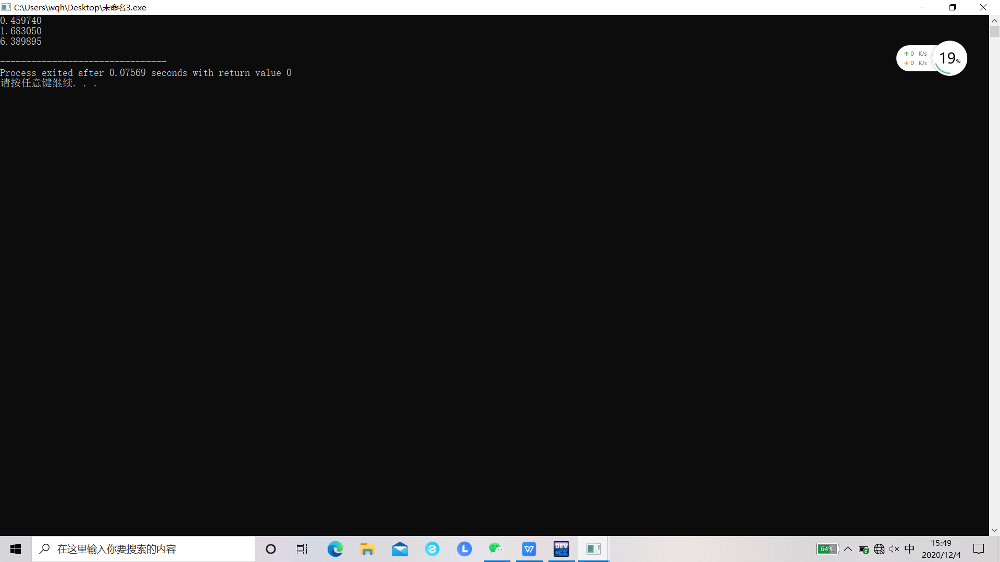 C:\Users\wqh\Desktop\未命名3.exe
0.459740
1.683050
6.389895
--------------------------------
Process exited after 0.07569 seconds with return value 0
请按任意键继续. . .
0 K/s
0 K/s
19%
在这里输入你要搜索的内容
DEV
C++
64%
中
15:49
2020/12/4